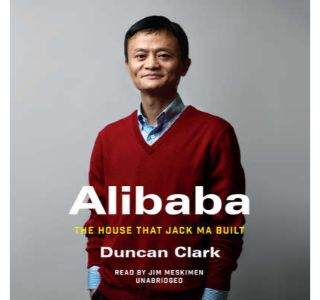 Alibaba
THE HOUSE THAT JACK MA BUILT
Duncan Clark
READ BY JIM MESKIMEN
UNABRIDGED